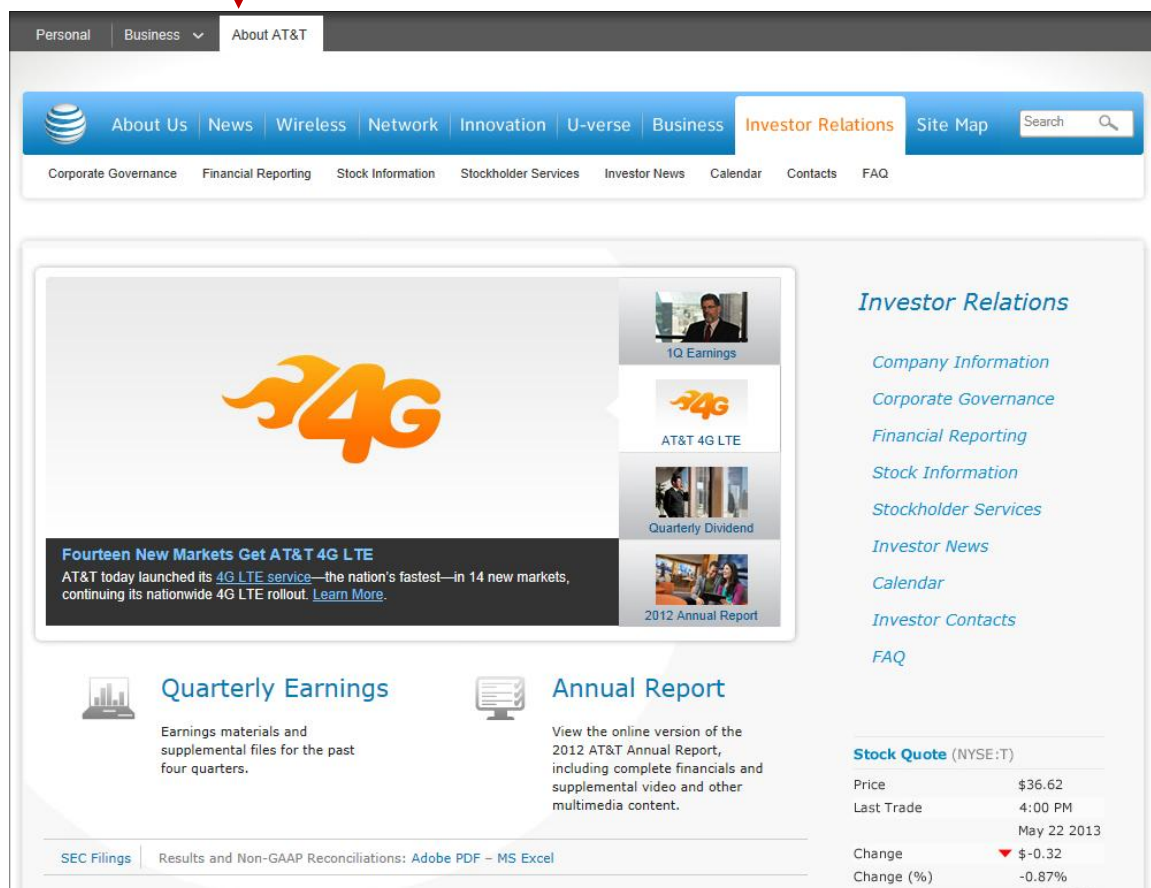 Personal Business About AT&T
About Us News Wireless Network Innovation U-verse Business Investor Relations Site Map Search
Corporate Governance Financial Reporting Stock Information Stockholder Services Investor News Calendar Contacts FAQ
4G
1Q Earnings
4G
AT&T 4G LTE
Quarterly Dividend
2012 Annual Report
Fourteen New Markets Get AT&T 4G LTE
AT&T today launched its 4G LTE service—the nation's fastest—in 14 new markets,
continuing its nationwide 4G LTE rollout. Learn More.
Investor Relations
Company Information
Corporate Governance
Financial Reporting
Stock Information
Stockholder Services
Investor News
Calendar
Investor Contacts
FAQ
Quarterly Earnings
Earnings materials and
supplemental files for the past
four quarters.
Annual Report
View the online version of the
2012 AT&T Annual Report,
including complete financials and
supplemental video and other
multimedia content.
SEC Filings Results and Non-GAAP Reconciliations: Adobe PDF – MS Excel
Stock Quote (NYSE:T)
Price $36.62
Last Trade 4:00 PM
May 22 2013
Change $-0.32
Change (%) -0.87%